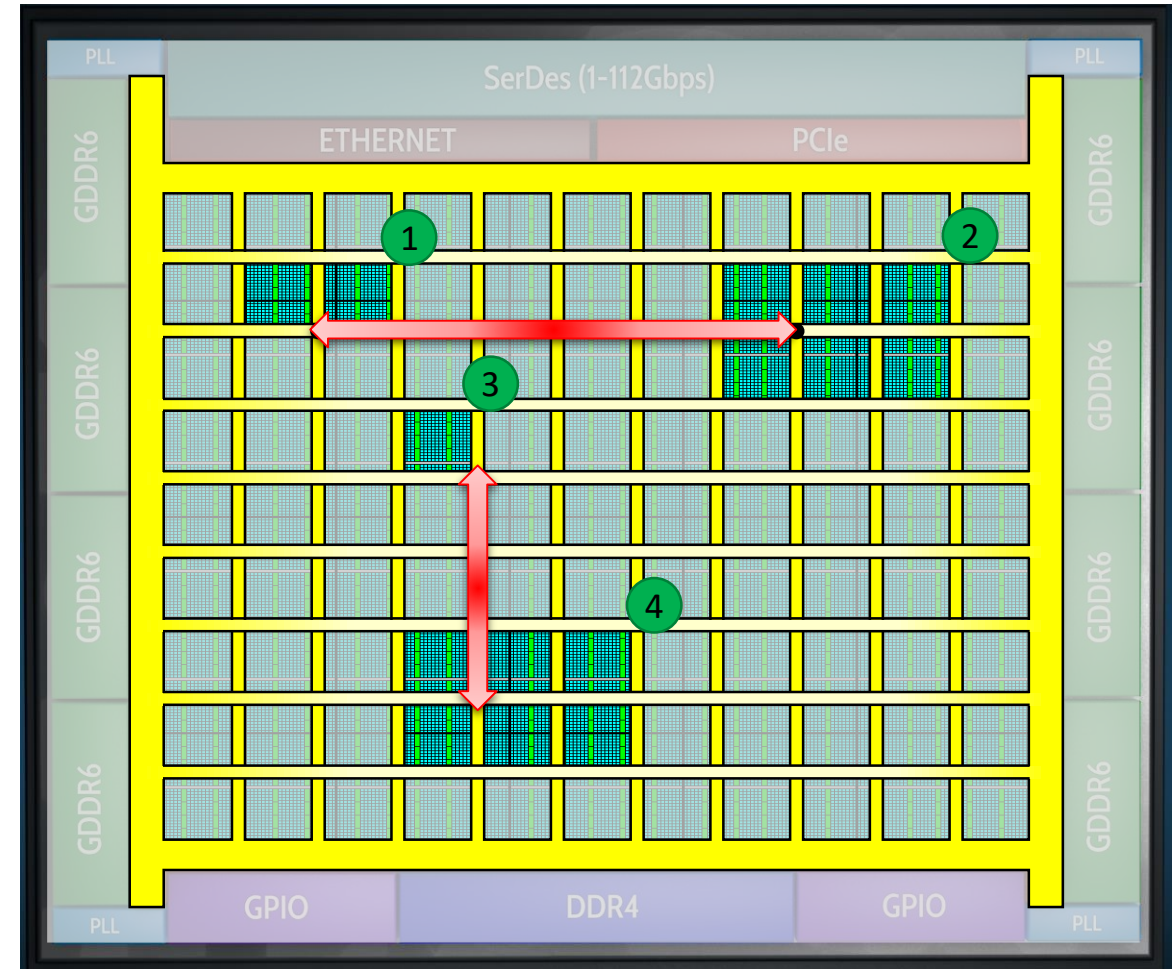 PLL
SerDes (1-112Gbps)
PLL
ETHERNET
PCIe
GDDR6
GDDR6
1
2
GDDR6
GDDR6
3
GDDR6
GDDR6
4
GDDR6
GDDR6
PLL
GPIO
DDR4
GPIO
PLL